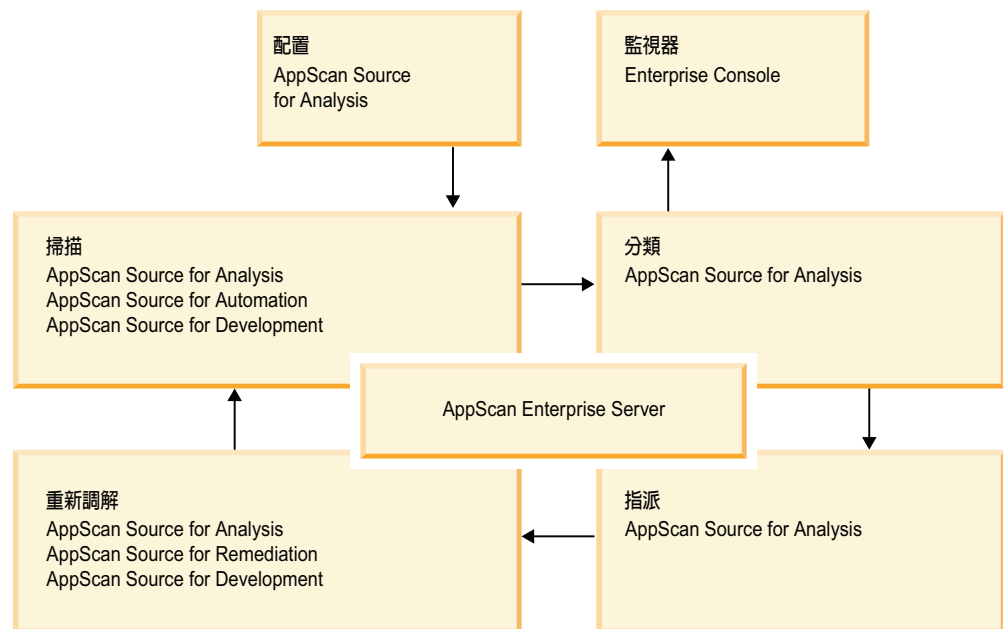 配置
AppScan Source
for Analysis
監視器
Enterprise Console
掃描
AppScan Source for Analysis
AppScan Source for Automation
AppScan Source for Development
分類
AppScan Source for Analysis
AppScan Enterprise Server
重新調解
AppScan Source for Analysis
AppScan Source for Remediation
AppScan Source for Development
指派
AppScan Source for Analysis